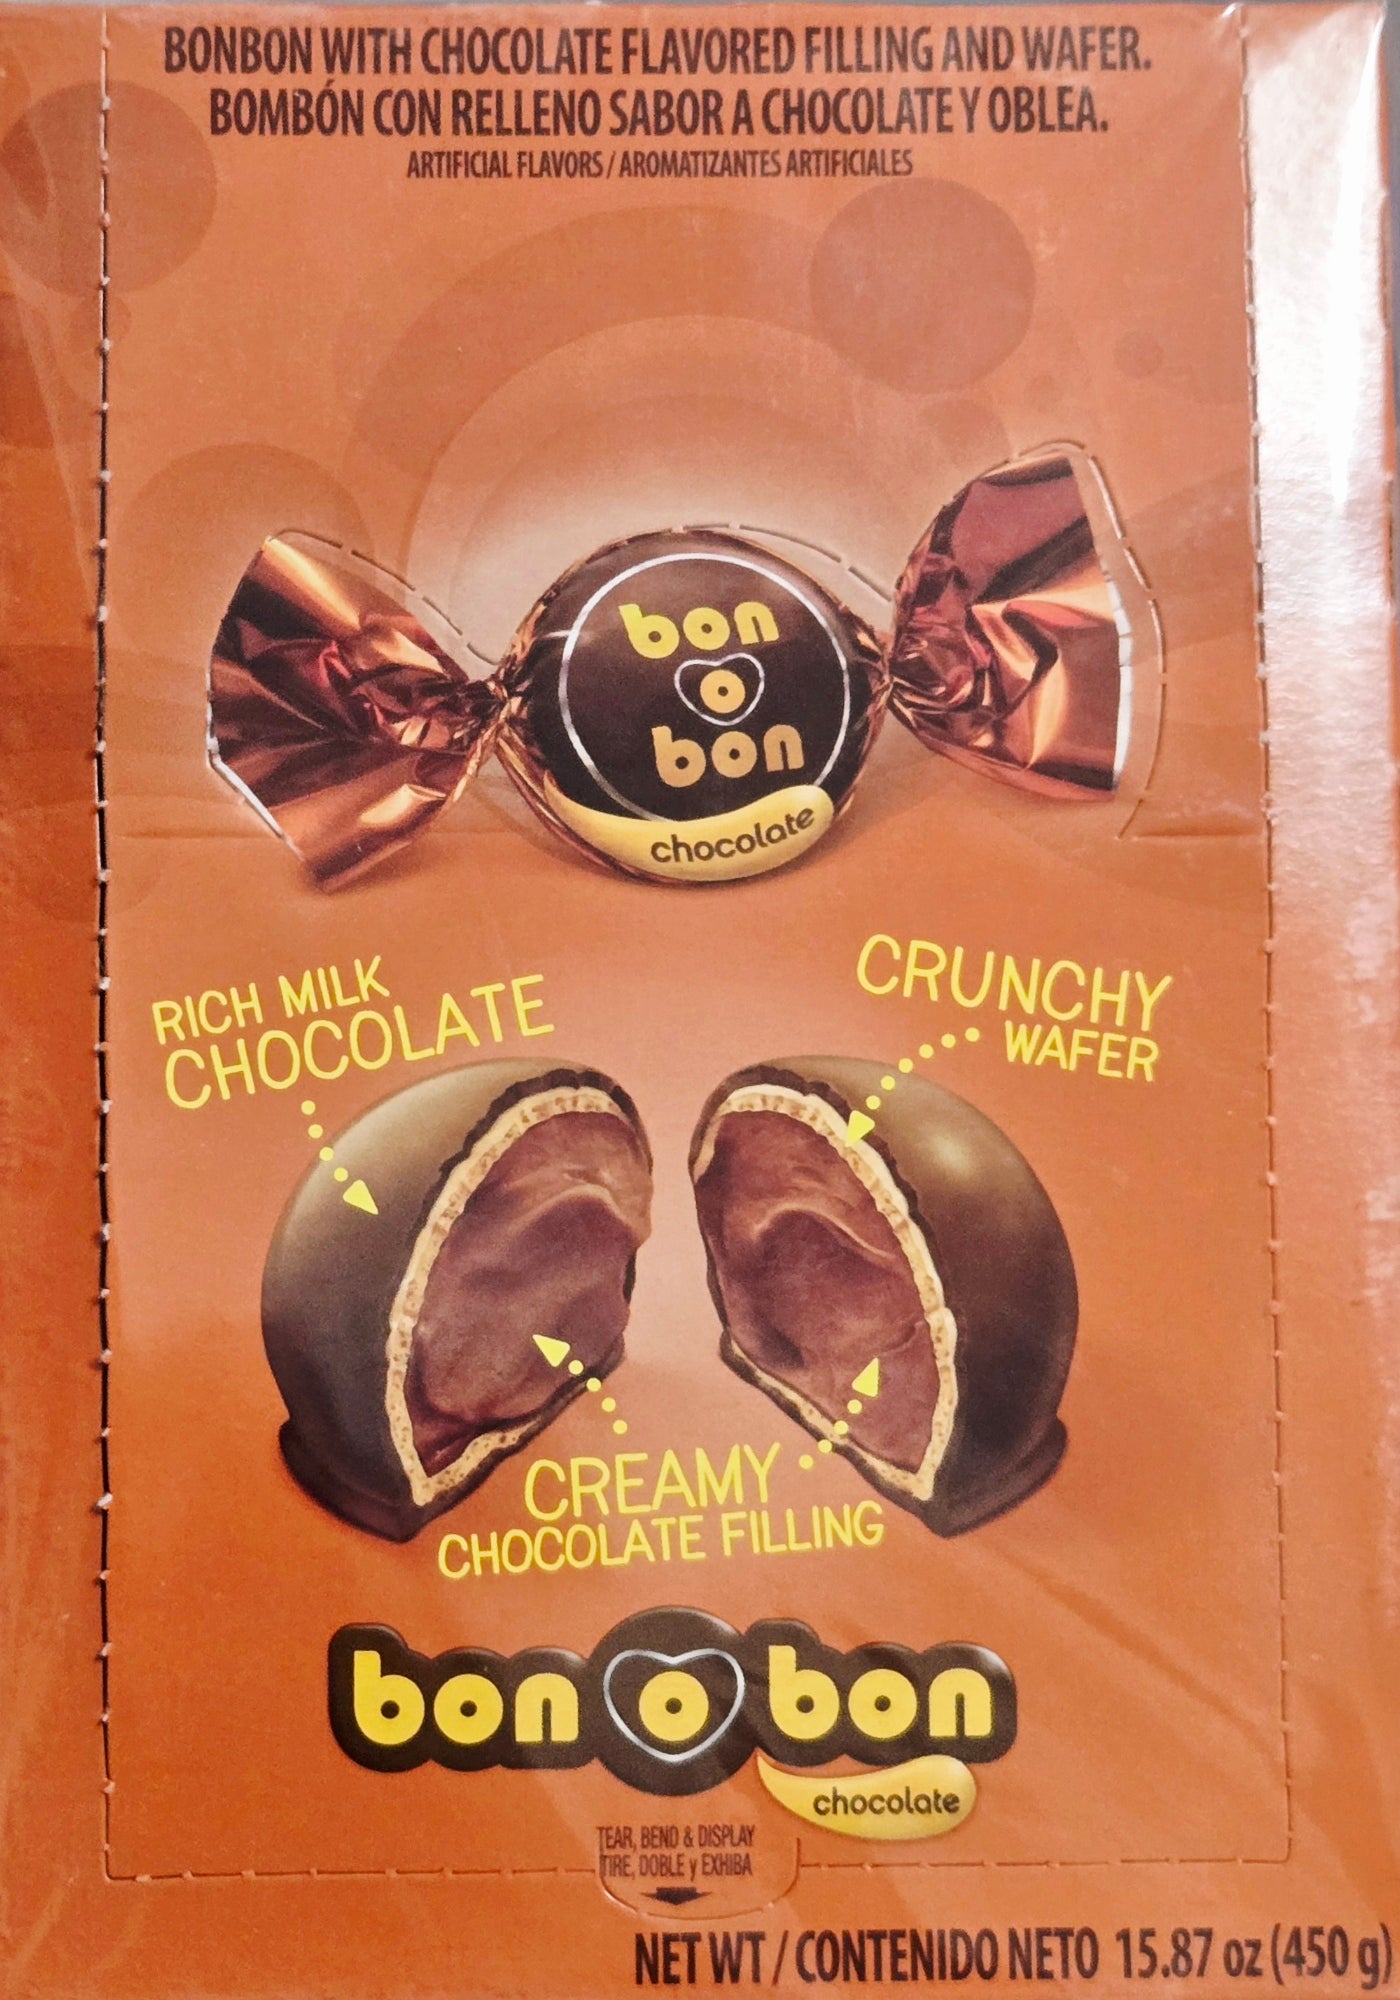 BONBON WITH CHOCOLATE FLAVORED FILLING AND WAFER.
BOMBÓN CON RELLENO SABOR A CHOCOLATE Y OBLEA.
ARTIFICIAL FLAVORS / AROMATIZANTES ARTIFICIALES
bon
o
bon
chocolate
RICH MILK
CHOCOLATE
CRUNCHY
WAFER
CREAMY
CHOCOLATE FILLING
bon o bon
chocolate
TEAR, BEND & DISPLAY
TIRE, DOBLE y EXHIBA
NET WT / CONTENIDO NETO 15.87 oz (450 g)